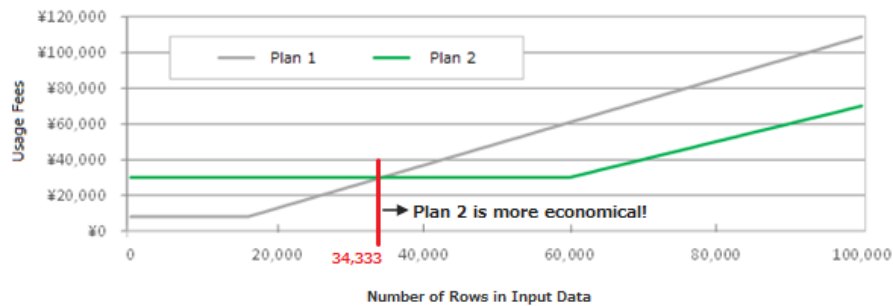 ¥120,000
¥100,000
¥80,000
¥60,000
¥40,000
¥20,000
¥0
Usage Fees
Plan 1 Plan 2
Plan 2 is more economical!
0 20,000 34,333 40,000 60,000 80,000 100,000
Number of Rows in Input Data